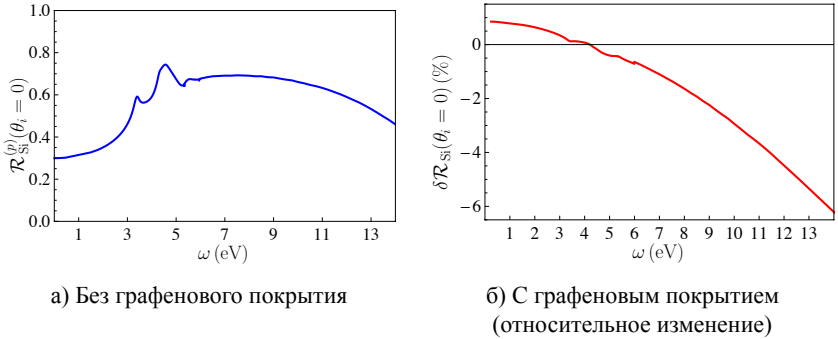 1.0
0.8
0.6
0.4
0.2
0.0
1 3 5 7 9 11 13
ω (eV)
ℛ_Si^(p)(θ_i = 0)
а) Без графенового покрытия
0
−2
−4
−6
1 2 3 4 5 6 7 8 9 10 11 12 13
ω (eV)
δℛ_Si(θ_i = 0) (%)
б) С графеновым покрытием
(относительное изменение)